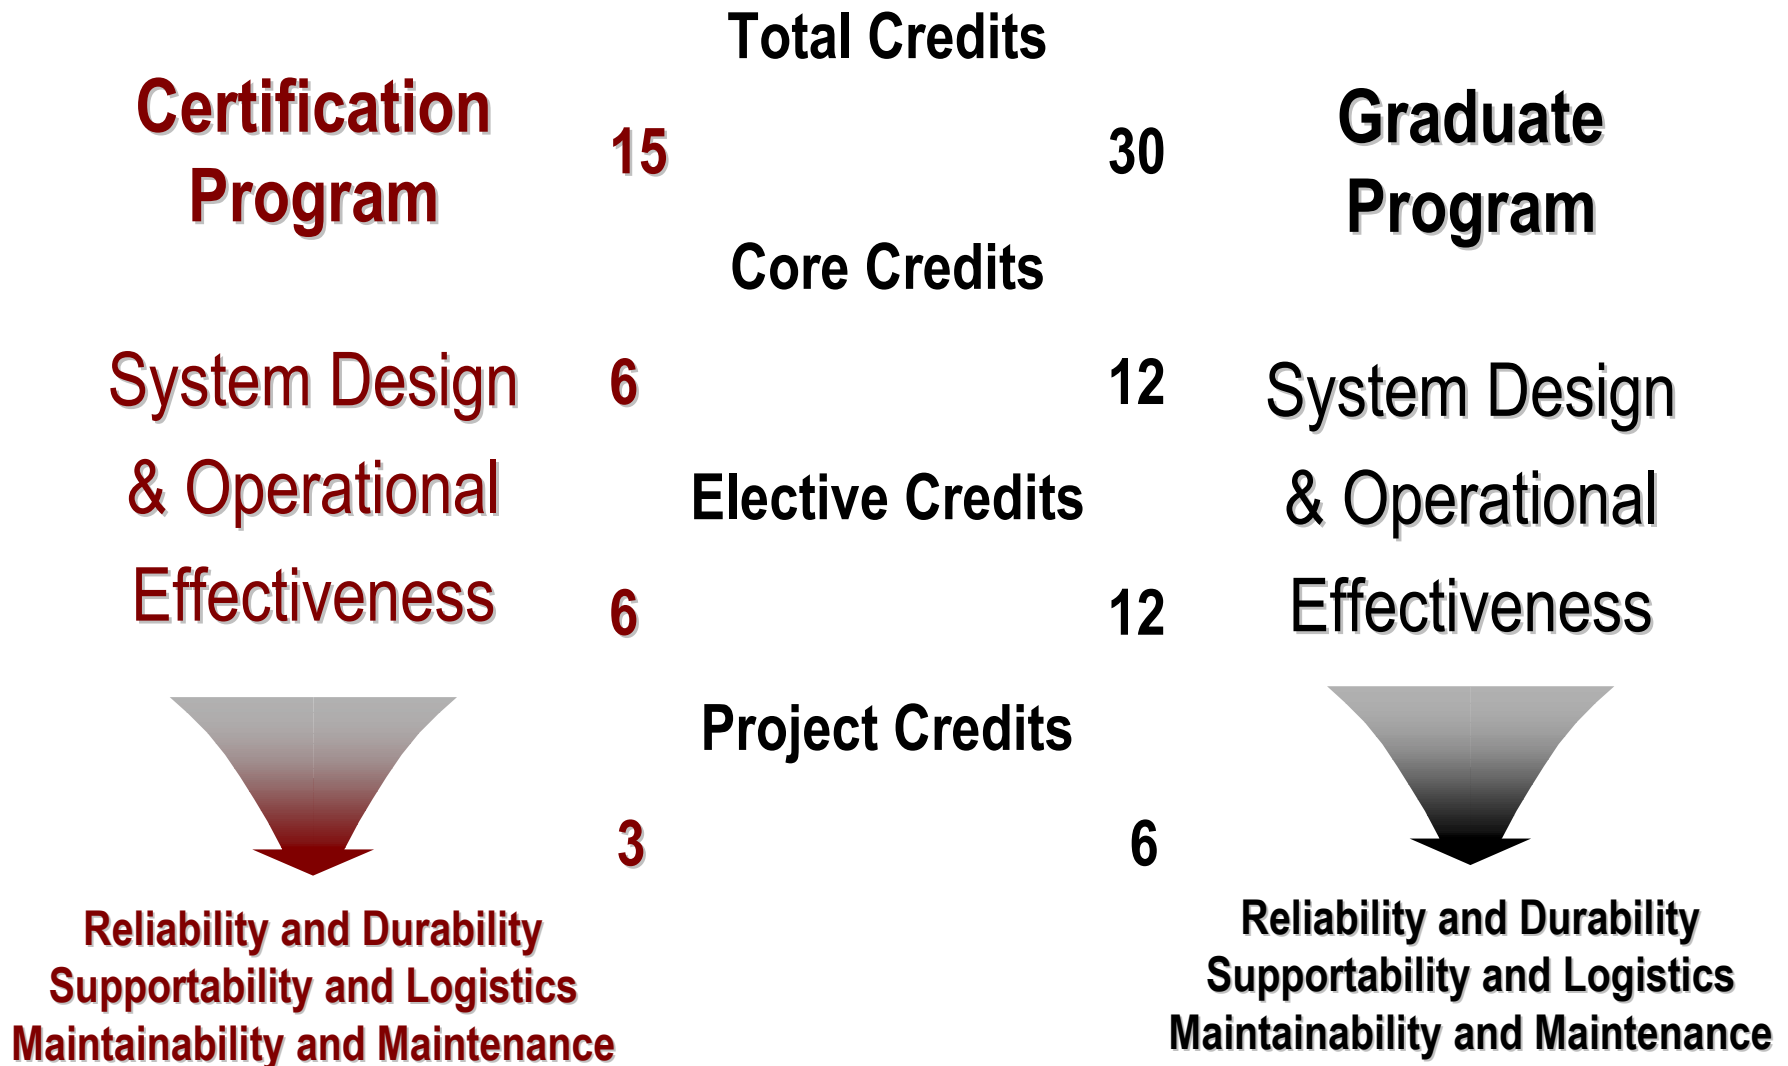 Total Credits
Certification
Program
15
30
Graduate
Program
Core Credits
System Design
& Operational
Effectiveness
6
12
System Design
& Operational
Effectiveness
Elective Credits
6
12
Project Credits
3
6
Reliability and Durability
Supportability and Logistics
Maintainability and Maintenance
Reliability and Durability
Supportability and Logistics
Maintainability and Maintenance